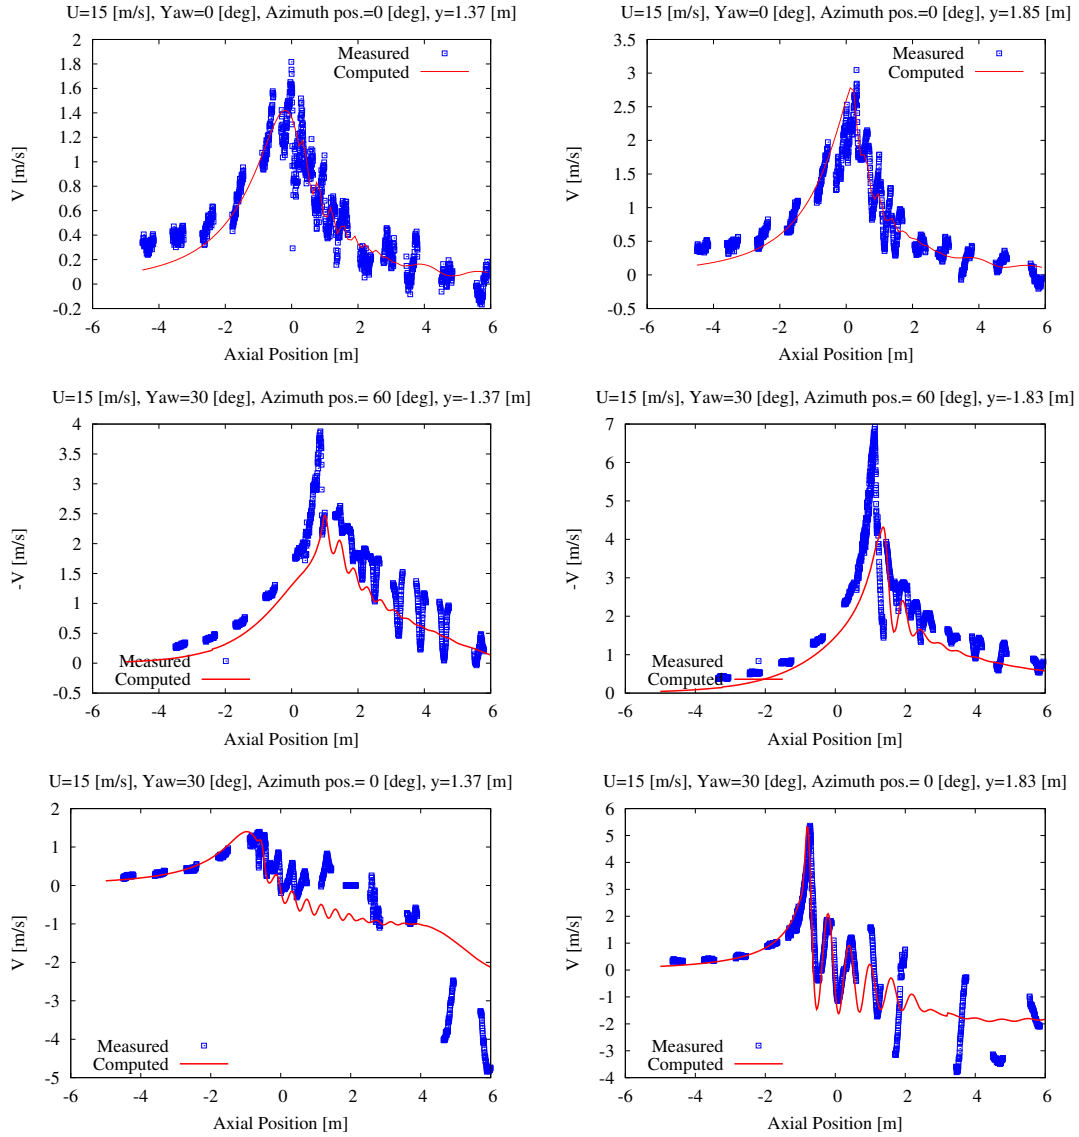 U=15 [m/s], Yaw=0 [deg], Azimuth pos.=0 [deg], y=1.37 [m]
V [m/s]
2
1.8
1.6
1.4
1.2
1
0.8
0.6
0.4
0.2
0
-0.2
Measured
Computed
-6 -4 -2 0 2 4 6
Axial Position [m]
U=15 [m/s], Yaw=0 [deg], Azimuth pos.=0 [deg], y=1.85 [m]
V [m/s]
3.5
3
2.5
2
1.5
1
0.5
0
-0.5
Measured
Computed
-6 -4 -2 0 2 4 6
Axial Position [m]
U=15 [m/s], Yaw=30 [deg], Azimuth pos.= 60 [deg], y=-1.37 [m]
-V [m/s]
4
3.5
3
2.5
2
1.5
1
0.5
0
-0.5
Measured
Computed
-6 -4 -2 0 2 4 6
Axial Position [m]
U=15 [m/s], Yaw=30 [deg], Azimuth pos.= 60 [deg], y=-1.83 [m]
-V [m/s]
7
6
5
4
3
2
1
0
-1
Measured
Computed
-6 -4 -2 0 2 4 6
Axial Position [m]
U=15 [m/s], Yaw=30 [deg], Azimuth pos.= 0 [deg], y=1.37 [m]
V [m/s]
2
1
0
-1
-2
-3
-4
-5
Measured
Computed
-6 -4 -2 0 2 4 6
Axial Position [m]
U=15 [m/s], Yaw=30 [deg], Azimuth pos.= 0 [deg], y=1.83 [m]
V [m/s]
6
5
4
3
2
1
0
-1
-2
-3
-4
Measured
Computed
-6 -4 -2 0 2 4 6
Axial Position [m]